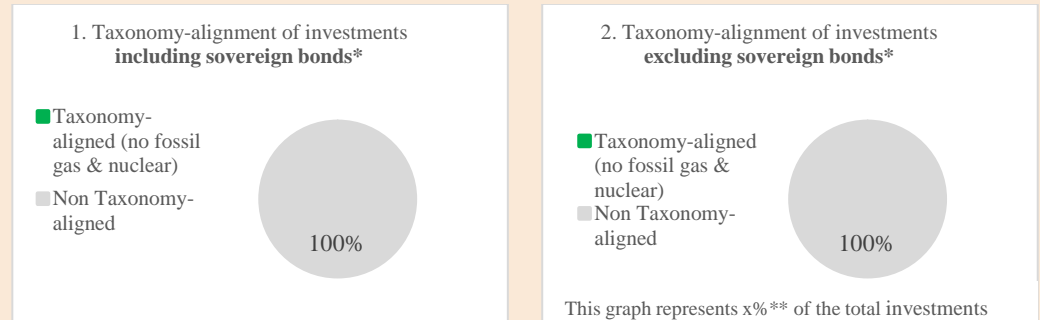 1. Taxonomy-alignment of investments
including sovereign bonds*
Taxonomy-
aligned (no fossil
gas & nuclear)
Non Taxonomy-
aligned
100%
2. Taxonomy-alignment of investments
excluding sovereign bonds*
Taxonomy-aligned
(no fossil gas &
nuclear)
Non Taxonomy-
aligned
100%
This graph represents x%** of the total investments